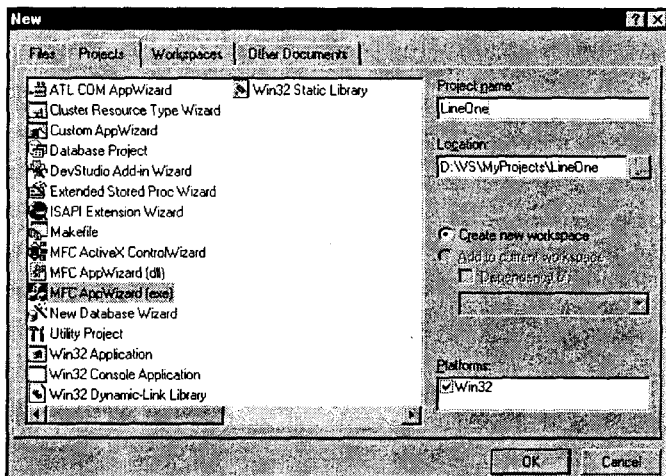 New
Files Projects Workspaces Other Documents
ATL COM AppWizard
Cluster Resource Type Wizard
Custom AppWizard
Database Project
DevStudio Add-in Wizard
Extended Stored Proc Wizard
ISAPI Extension Wizard
Makefile
MFC ActiveX ControlWizard
MFC AppWizard (dll)
MFC AppWizard (exe)
New Database Wizard
Utility Project
Win32 Application
Win32 Console Application
Win32 Dynamic-Link Library
Win32 Static Library
Project name:
LineOne
Location:
D:\VS\MyProjects\LineOne
...
Create new workspace
Add to current workspace
Dependency of:
Platforms:
Win32
OK Cancel